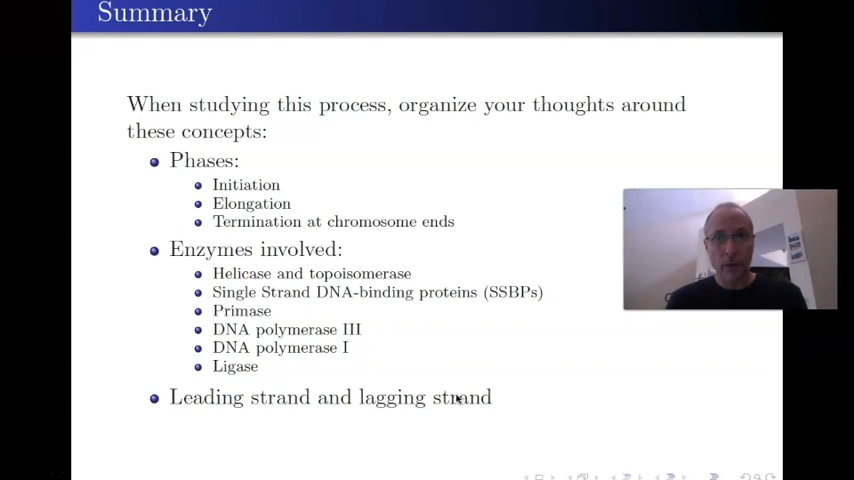 Summary
When studying this process, organize your thoughts around
these concepts:
Phases:
Initiation
Elongation
Termination at chromosome ends
Enzymes involved:
Helicase and topoisomerase
Single Strand DNA-binding proteins (SSBPs)
Primase
DNA polymerase III
DNA polymerase I
Ligase
Leading strand and lagging strand